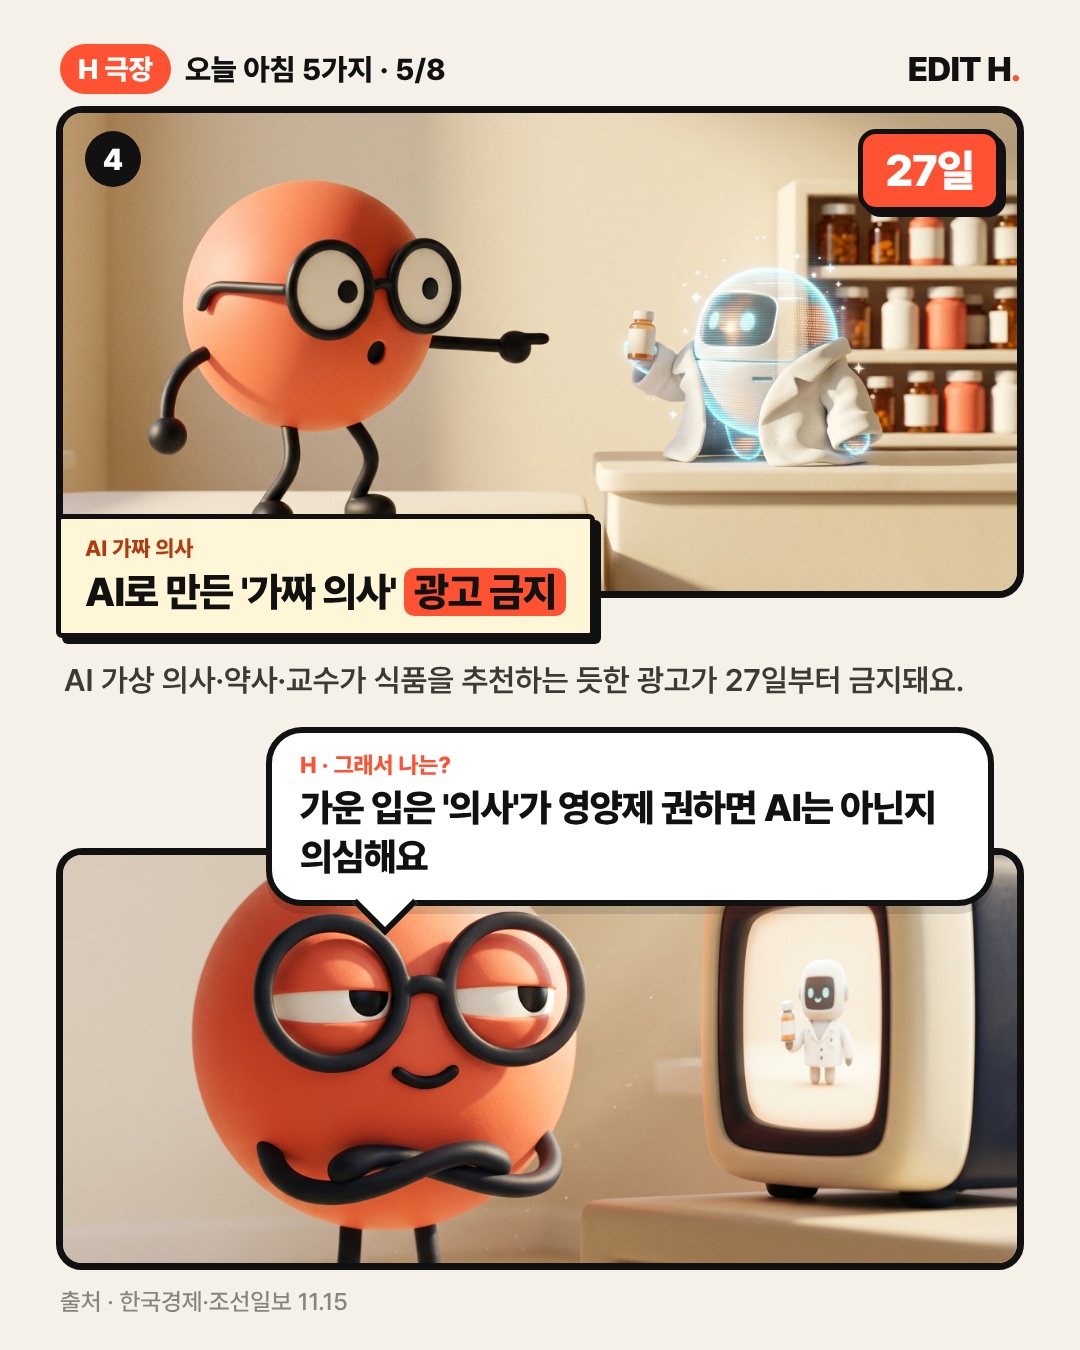 H 극장 오늘 아침 5가지 · 5/8
EDIT H.
4
27일
AI 가짜 의사
AI로 만든 '가짜 의사' 광고 금지
AI 가상 의사·약사·교수가 식품을 추천하는 듯한 광고가 27일부터 금지돼요.
H · 그래서 나는?
가운 입은 '의사'가 영양제 권하면 AI는 아닌지
의심해요
출처 · 한국경제·조선일보 11.15